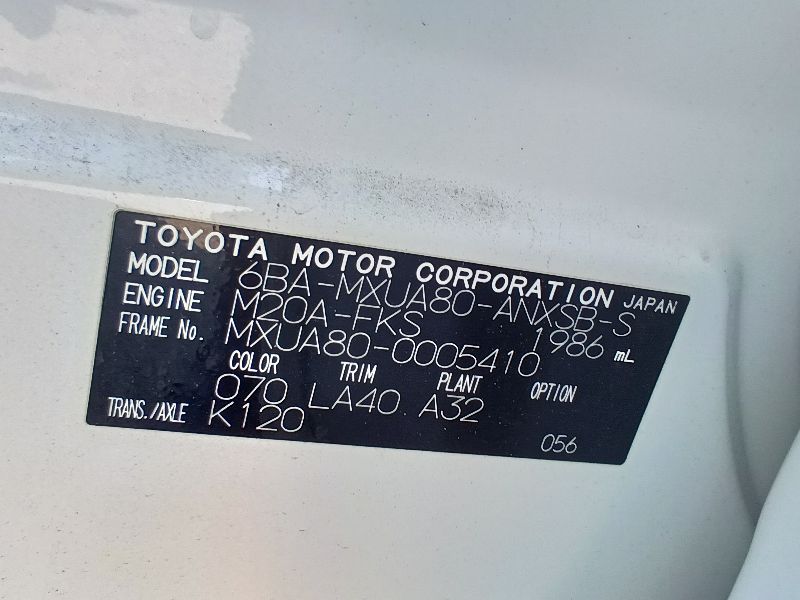 TOYOTA MOTOR CORPORATION JAPAN
MODEL 6BA-MXUA80-ANXSB-S
ENGINE M20A-FKS 1986 mL
FRAME No. MXUA80-0005410
COLOR TRIM PLANT OPTION
070 LA40 A32
TRANS./AXLE K120
056